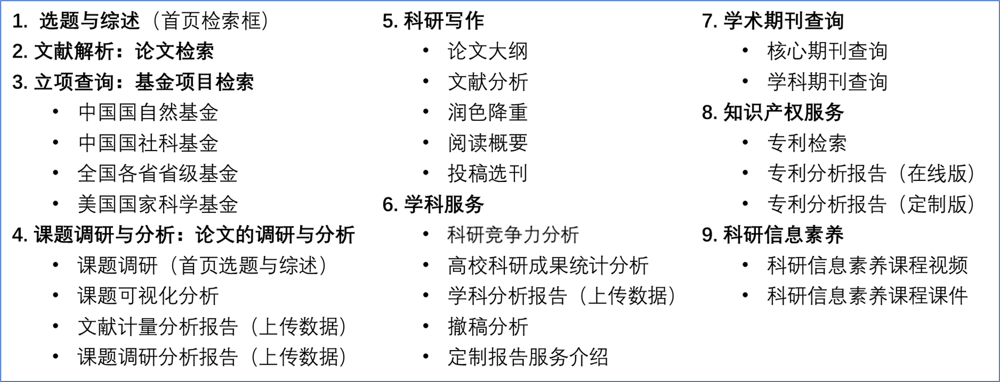 1. 选题与综述（首页检索框）
2. 文献解析：论文检索
3. 立项查询：基金项目检索
• 中国国自然基金
• 中国国社科基金
• 全国各省省级基金
• 美国国家科学基金
4. 课题调研与分析：论文的调研与分析
• 课题调研（首页选题与综述）
• 课题可视化分析
• 文献计量分析报告（上传数据）
• 课题调研分析报告（上传数据）
5. 科研写作
• 论文大纲
• 文献分析
• 润色降重
• 阅读概要
• 投稿选刊
6. 学科服务
• 科研竞争力分析
• 高校科研成果统计分析
• 学科分析报告（上传数据）
• 撤稿分析
• 定制报告服务介绍
7. 学术期刊查询
• 核心期刊查询
• 学科期刊查询
8. 知识产权服务
• 专利检索
• 专利分析报告（在线版）
• 专利分析报告（定制版）
9. 科研信息素养
• 科研信息素养课程视频
• 科研信息素养课程课件